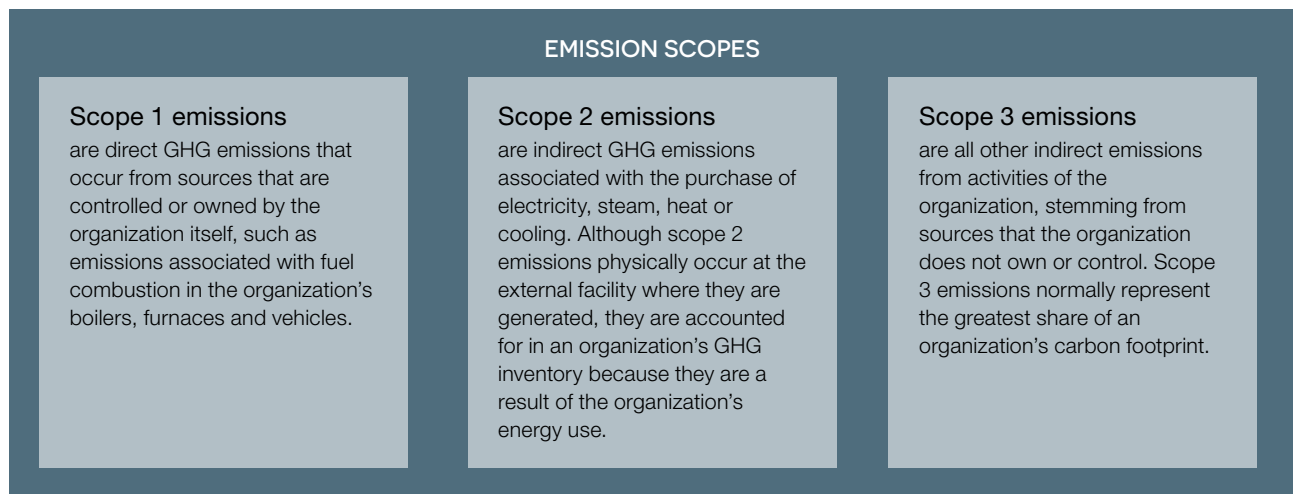 EMISSION SCOPES
Scope 1 emissions
are direct GHG emissions that
occur from sources that are
controlled or owned by the
organization itself, such as
emissions associated with fuel
combustion in the organization's
boilers, furnaces and vehicles.
Scope 2 emissions
are indirect GHG emissions
associated with the purchase of
electricity, steam, heat or
cooling. Although scope 2
emissions physically occur at the
external facility where they are
generated, they are accounted
for in an organization's GHG
inventory because they are a
result of the organization's
energy use.
Scope 3 emissions
are all other indirect emissions
from activities of the
organization, stemming from
sources that the organization
does not own or control. Scope
3 emissions normally represent
the greatest share of an
organization's carbon footprint.